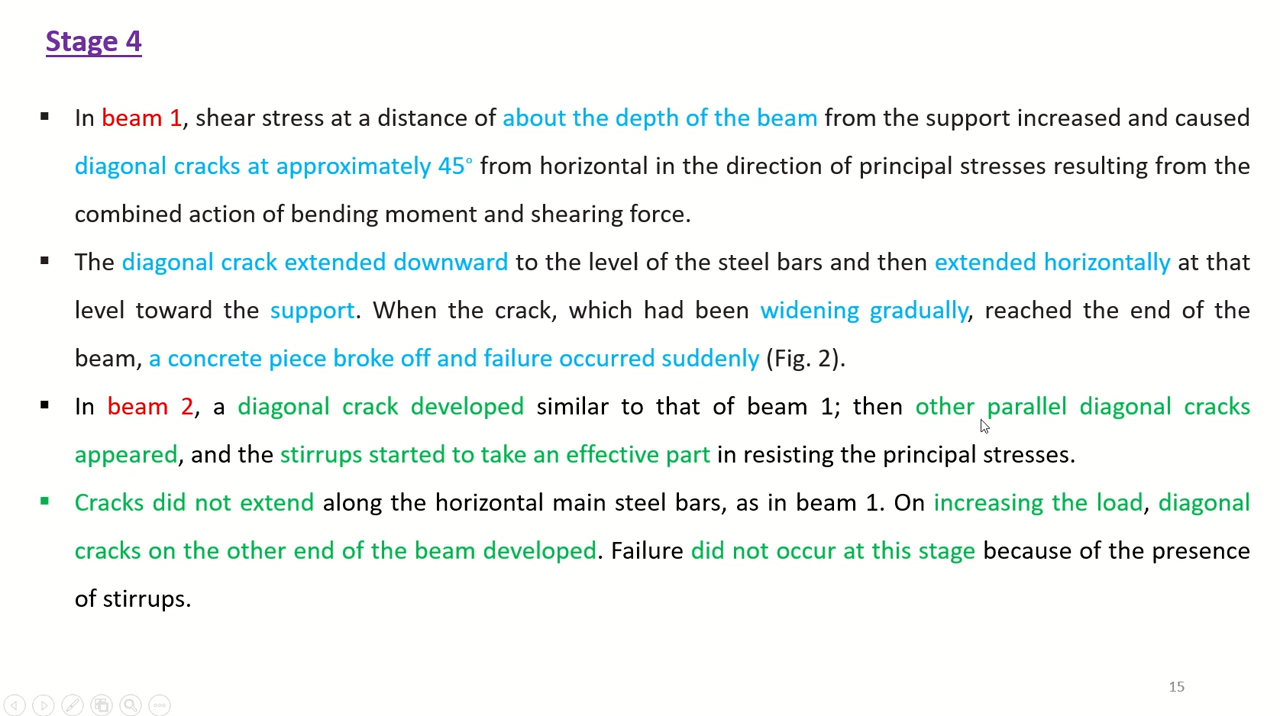 Stage 4
▪ In beam 1, shear stress at a distance of about the depth of the beam from the support increased and caused
diagonal cracks at approximately 45° from horizontal in the direction of principal stresses resulting from the
combined action of bending moment and shearing force.
▪ The diagonal crack extended downward to the level of the steel bars and then extended horizontally at that
level toward the support. When the crack, which had been widening gradually, reached the end of the
beam, a concrete piece broke off and failure occurred suddenly (Fig. 2).
▪ In beam 2, a diagonal crack developed similar to that of beam 1; then other parallel diagonal cracks
appeared, and the stirrups started to take an effective part in resisting the principal stresses.
▪ Cracks did not extend along the horizontal main steel bars, as in beam 1. On increasing the load, diagonal
cracks on the other end of the beam developed. Failure did not occur at this stage because of the presence
of stirrups.
15